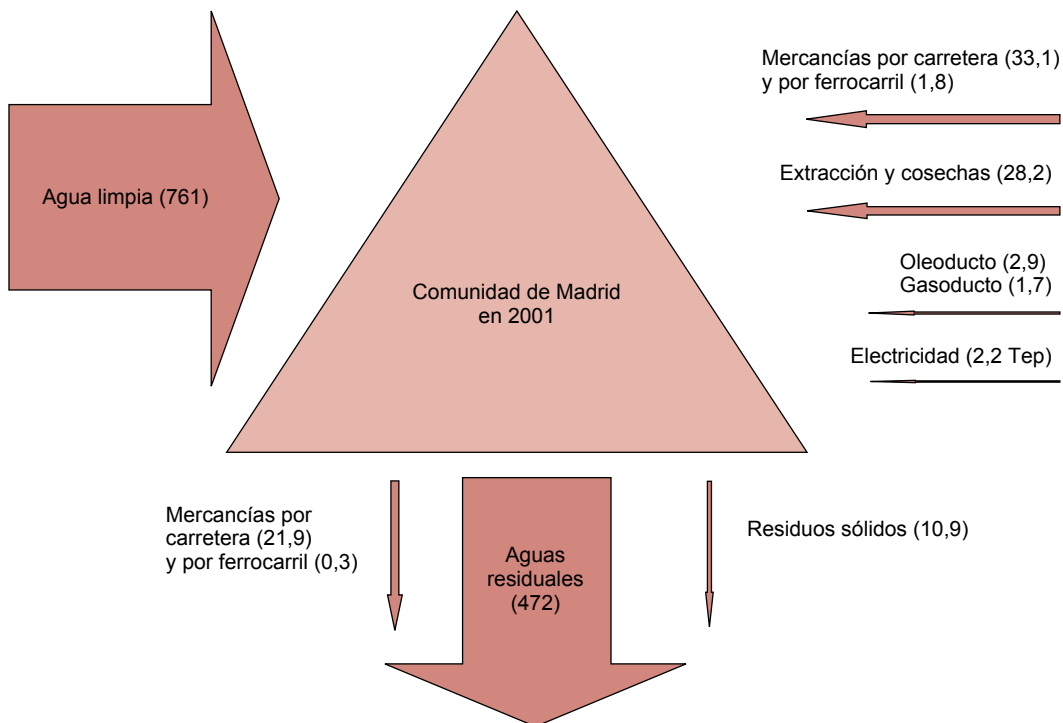 Mercancías por carretera (33,1)
y por ferrocarril (1,8)
Agua limpia (761)
Extracción y cosechas (28,2)
Oleoducto (2,9)
Gasoducto (1,7)
Comunidad de Madrid
en 2001
Electricidad (2,2 Tep)
Mercancías por
carretera (21,9)
y por ferrocarril (0,3)
Aguas
residuales
(472)
Residuos sólidos (10,9)